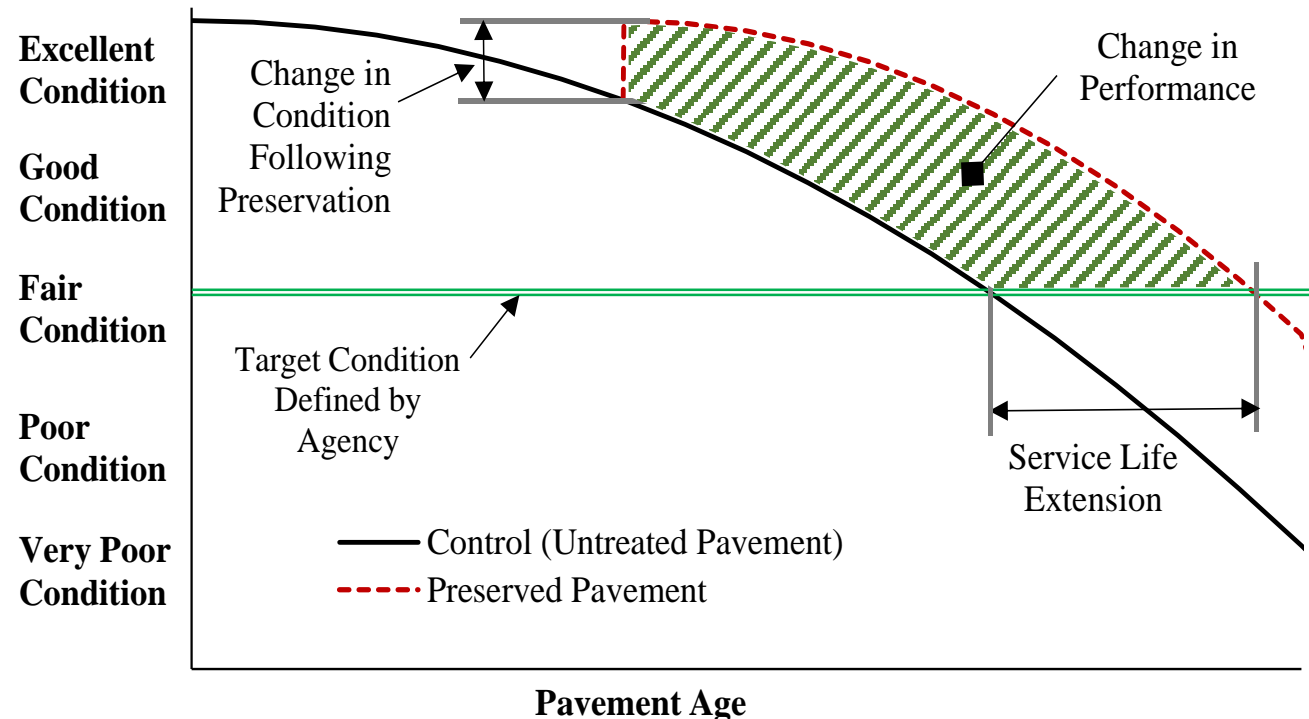 Excellent
Condition
Good
Condition
Fair
Condition
Poor
Condition
Very Poor
Condition
Change in
Condition
Following
Preservation
Change in
Performance
Target Condition
Defined by
Agency
Service Life
Extension
Control (Untreated Pavement)
Preserved Pavement
Pavement Age